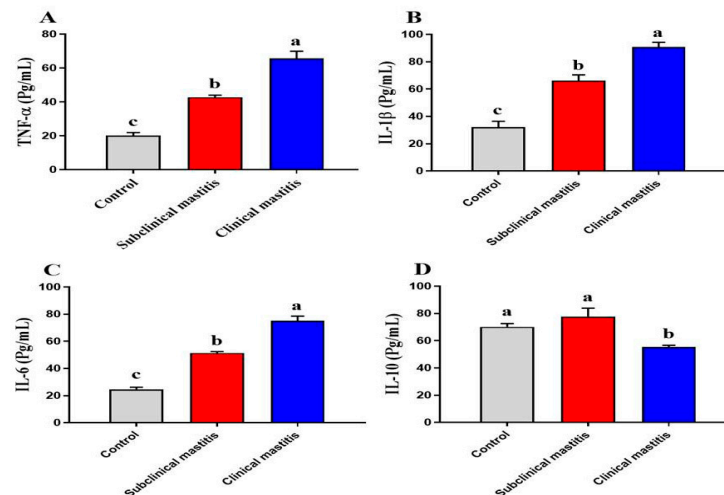 A
TNF-α (Pg/mL)
80
60
40
20
0
c
b
a
Control
Subclinical mastitis
Clinical mastitis
B
IL-1β (Pg/mL)
100
80
60
40
20
0
c
b
a
Control
Subclinical mastitis
Clinical mastitis
C
IL-6 (Pg/mL)
100
80
60
40
20
0
c
b
a
Control
Subclinical mastitis
Clinical mastitis
D
IL-10 (Pg/mL)
100
80
60
40
20
0
a
a
b
Control
Subclinical mastitis
Clinical mastitis